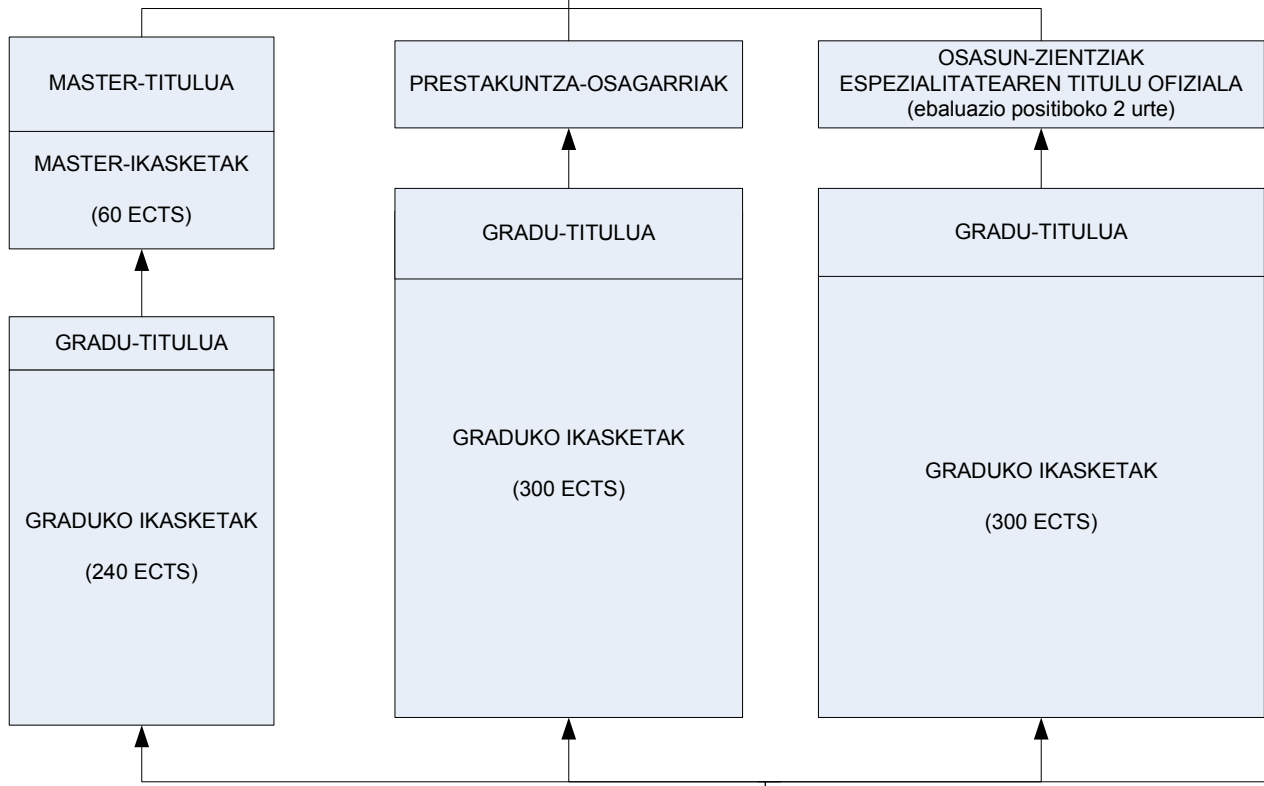 MASTER-TITULUA
MASTER-IKASKETAK
(60 ECTS)
GRADU-TITULUA
GRADUKO IKASKETAK
(240 ECTS)
PRESTAKUNTZA-OSAGARRIAK
GRADU-TITULUA
GRADUKO IKASKETAK
(300 ECTS)
OSASUN-ZIENTZIAK
ESPEZIALITATEAREN TITULU OFIZIALA
(ebaluazio positiboko 2 urte)
GRADU-TITULUA
GRADUKO IKASKETAK
(300 ECTS)